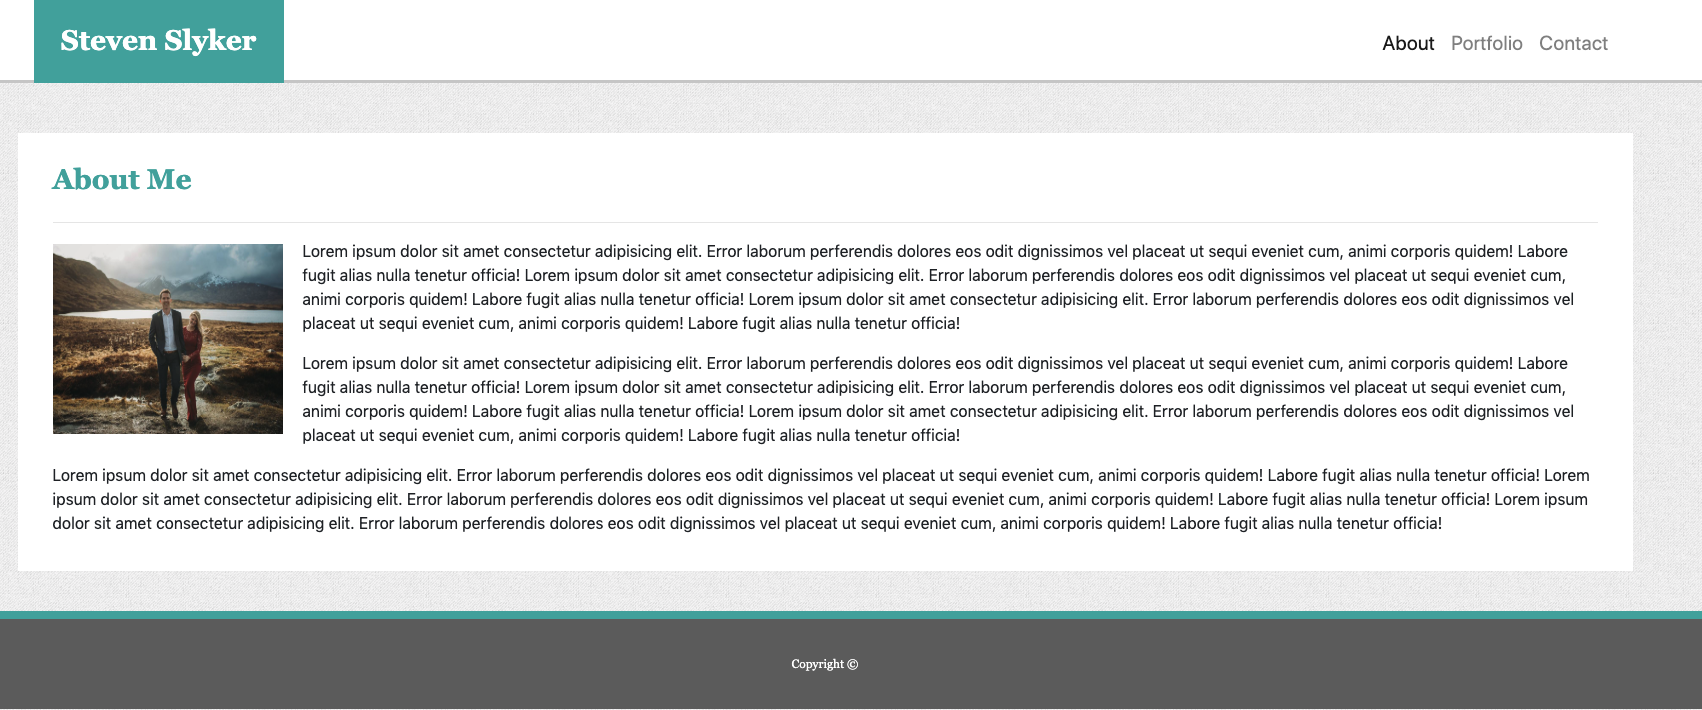 Steven Slyker
About Portfolio Contact
About Me
Lorem ipsum dolor sit amet consectetur adipisicing elit. Error laborum perferendis dolores eos odit dignissimos vel placeat ut sequi eveniet cum, animi corporis quidem! Labore
fugit alias nulla tenetur officia! Lorem ipsum dolor sit amet consectetur adipisicing elit. Error laborum perferendis dolores eos odit dignissimos vel placeat ut sequi eveniet cum,
animi corporis quidem! Labore fugit alias nulla tenetur officia! Lorem ipsum dolor sit amet consectetur adipisicing elit. Error laborum perferendis dolores eos odit dignissimos vel
placeat ut sequi eveniet cum, animi corporis quidem! Labore fugit alias nulla tenetur officia!
Lorem ipsum dolor sit amet consectetur adipisicing elit. Error laborum perferendis dolores eos odit dignissimos vel placeat ut sequi eveniet cum, animi corporis quidem! Labore
fugit alias nulla tenetur officia! Lorem ipsum dolor sit amet consectetur adipisicing elit. Error laborum perferendis dolores eos odit dignissimos vel placeat ut sequi eveniet cum,
animi corporis quidem! Labore fugit alias nulla tenetur officia! Lorem ipsum dolor sit amet consectetur adipisicing elit. Error laborum perferendis dolores eos odit dignissimos vel
placeat ut sequi eveniet cum, animi corporis quidem! Labore fugit alias nulla tenetur officia!
Lorem ipsum dolor sit amet consectetur adipisicing elit. Error laborum perferendis dolores eos odit dignissimos vel placeat ut sequi eveniet cum, animi corporis quidem! Labore fugit alias nulla tenetur officia! Lorem
ipsum dolor sit amet consectetur adipisicing elit. Error laborum perferendis dolores eos odit dignissimos vel placeat ut sequi eveniet cum, animi corporis quidem! Labore fugit alias nulla tenetur officia! Lorem ipsum
dolor sit amet consectetur adipisicing elit. Error laborum perferendis dolores eos odit dignissimos vel placeat ut sequi eveniet cum, animi corporis quidem! Labore fugit alias nulla tenetur officia!
Copyright ©